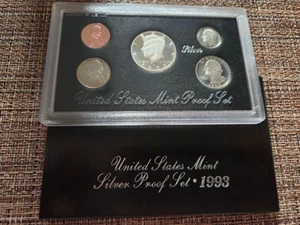 Silver
United States Mint Proof Set
United States Mint
Silver Proof Set • 1993